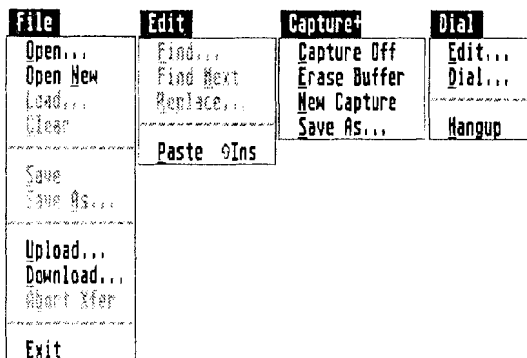 File
Open...
Open New
Load...
Clear
Save
Save As...
Upload...
Download...
Abort Xfer
Exit
Edit
Find...
Find Next
Replace...
Paste ⇧Ins
Capture+
Capture Off
Erase Buffer
New Capture
Save As...
Dial
Edit...
Dial...
Hangup